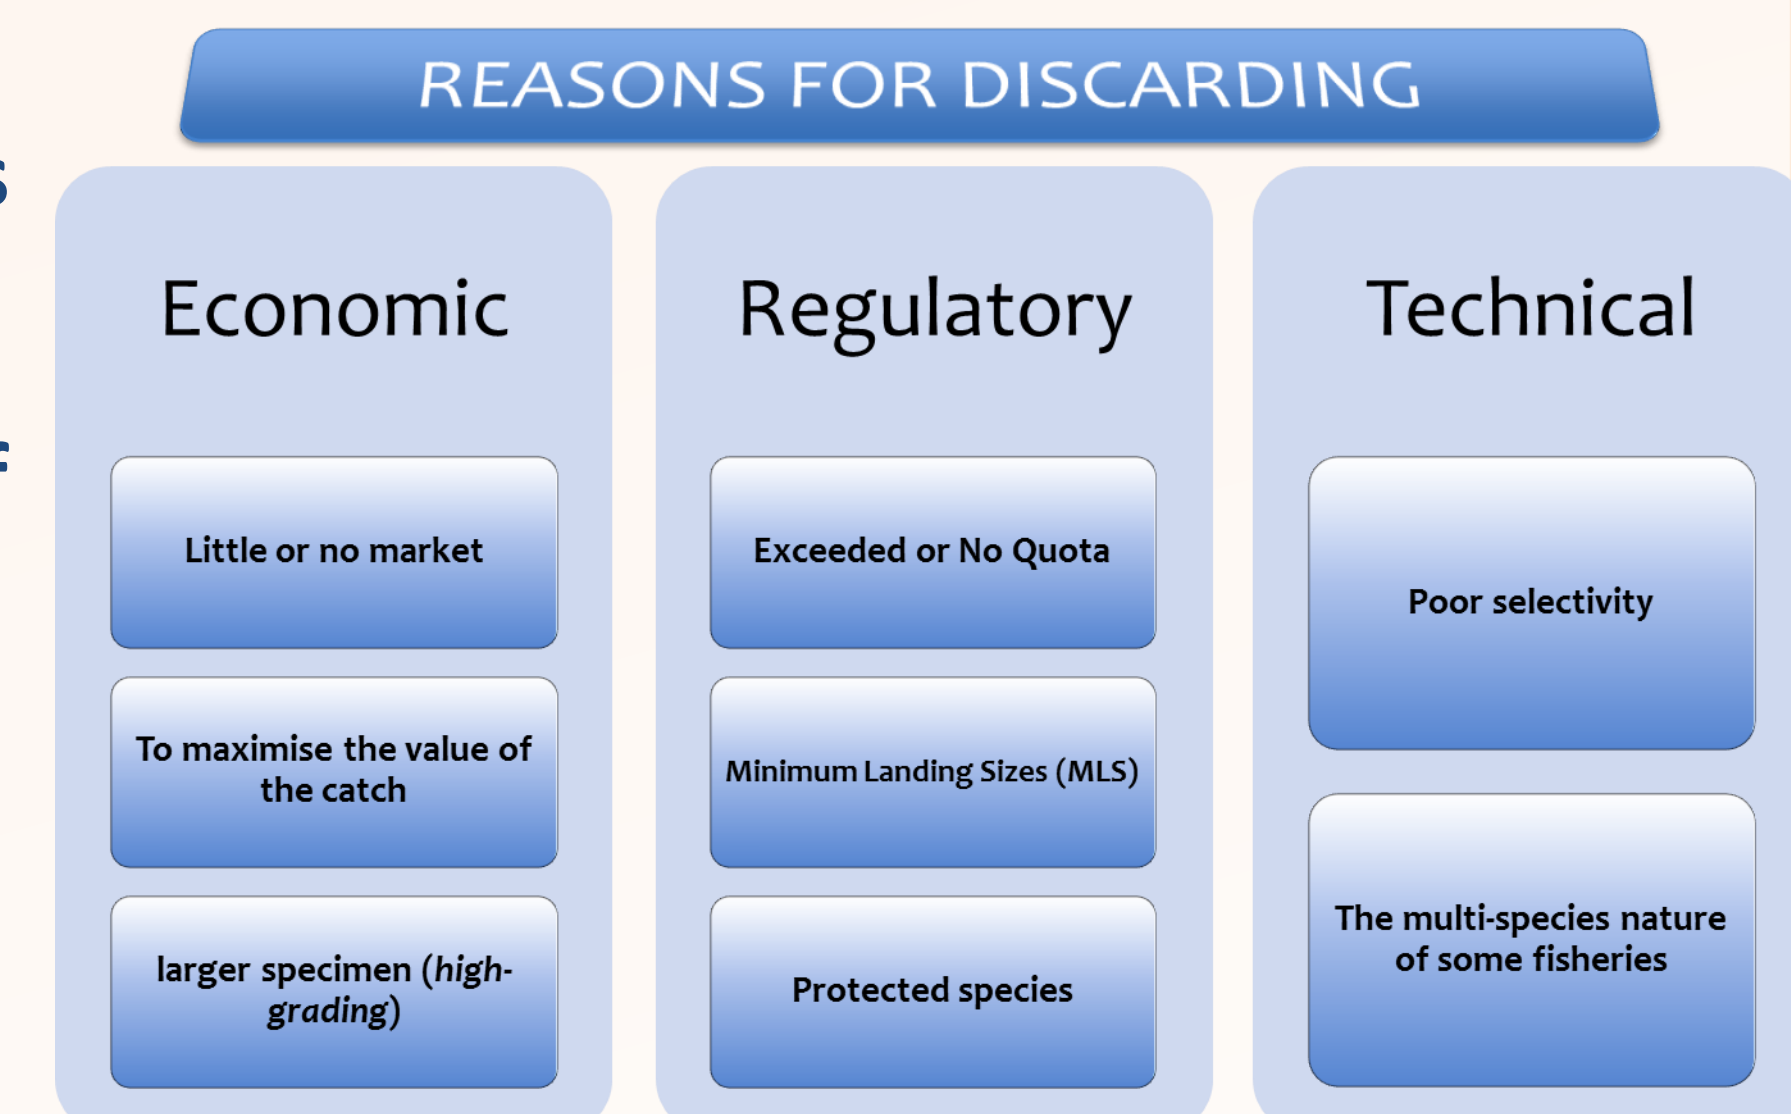 REASONS FOR DISCARDING
Economic
Little or no market
To maximise the value of
the catch
larger specimen (high-
grading)
Regulatory
Exceeded or No Quota
Minimum Landing Sizes (MLS)
Protected species
Technical
Poor selectivity
The multi-species nature
of some fisheries